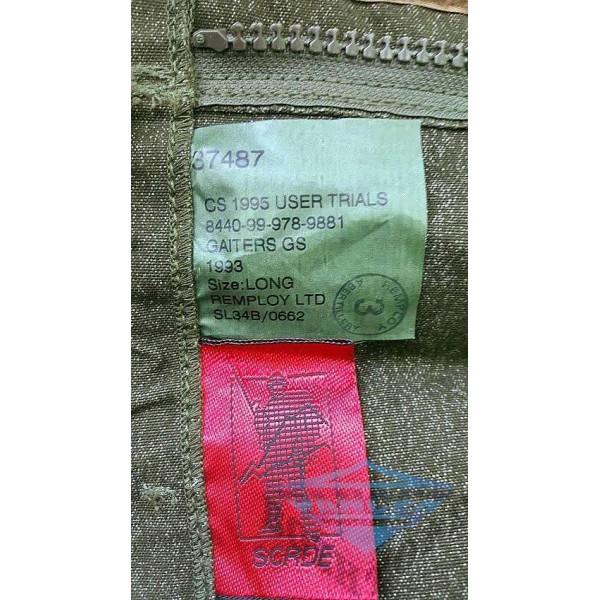 37487
CS 1995 USER TRIALS
8440-99-978-9881
GAITERS GS
1993
Size:LONG
REMPLOY LTD
SL34B/0662
3
SCRDE